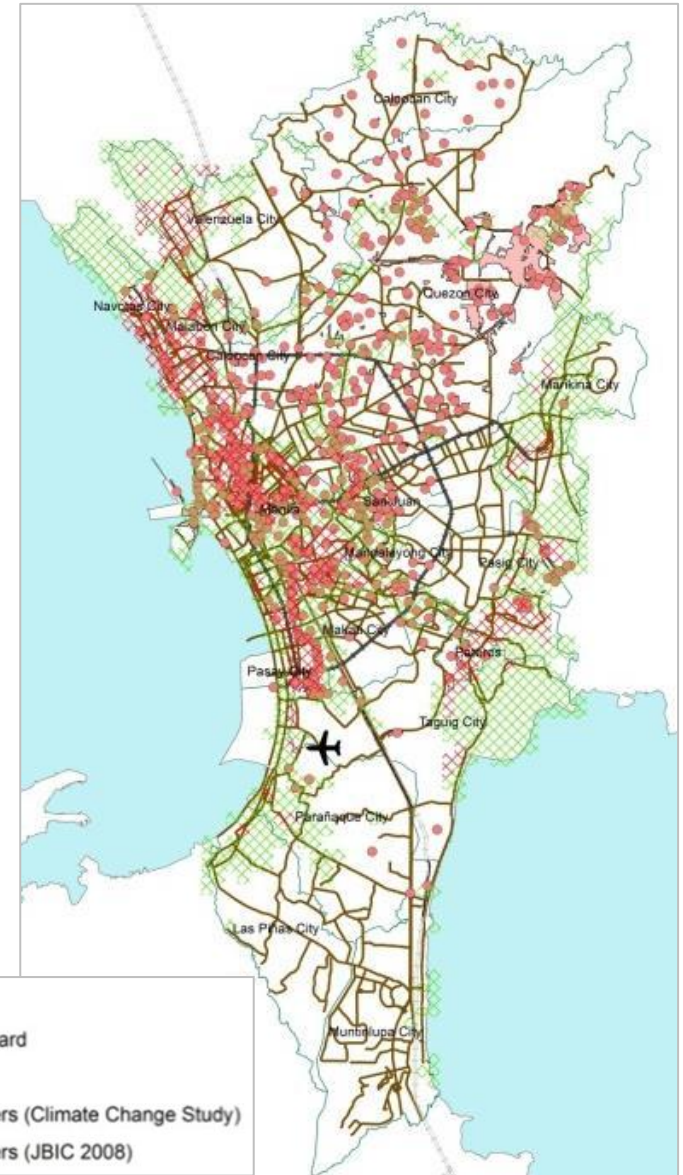 Caloocan City
Valenzuela City
Quezon City
Navotas City
Malabon City
Caloocan City
Marikina City
San Juan
Manila
Mandaluyong City
Pasig City
Makati City
Pateros
Pasay City
Taguig City
Parañaque City
Las Piñas City
Muntinlupa City
ard
ers (Climate Change Study)
ers (JBIC 2008)